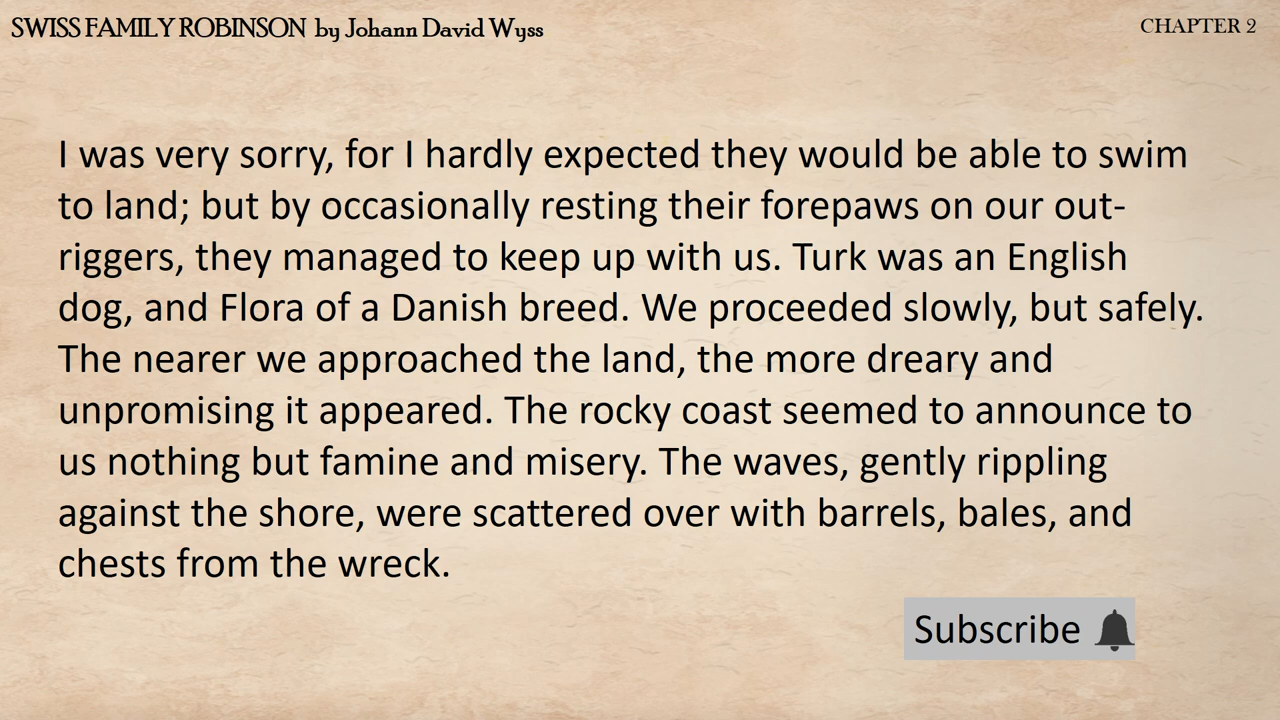 SWISS FAMILY ROBINSON by Johann David Wyss
CHAPTER 2
I was very sorry, for I hardly expected they would be able to swim
to land; but by occasionally resting their forepaws on our out-
riggers, they managed to keep up with us. Turk was an English
dog, and Flora of a Danish breed. We proceeded slowly, but safely.
The nearer we approached the land, the more dreary and
unpromising it appeared. The rocky coast seemed to announce to
us nothing but famine and misery. The waves, gently rippling
against the shore, were scattered over with barrels, bales, and
chests from the wreck.
Subscribe